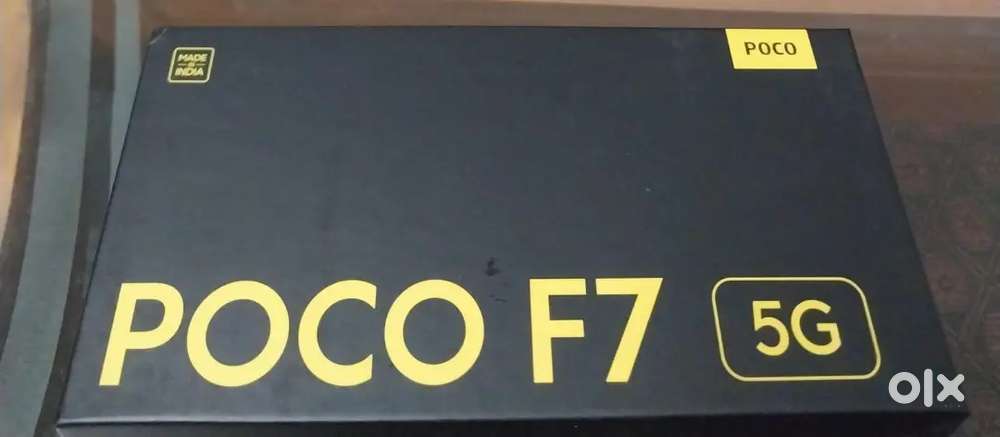 MADE
IN
INDIA
POCO
POCO F7 5G
olx